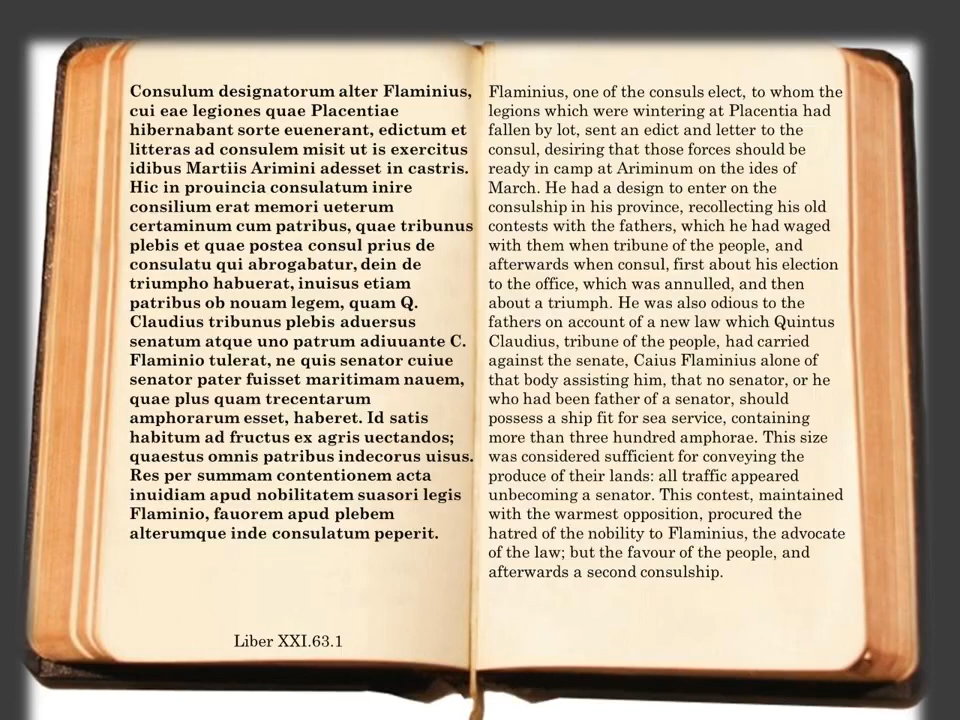 Consulum designatorum alter Flaminius,
cui eae legiones quae Placentiae
hibernabant sorte euenerant, edictum et
litteras ad consulem misit ut is exercitus
idibus Martiis Arimini adesset in castris.
Hic in prouincia consulatum inire
consilium erat memori ueterum
certaminum cum patribus, quae tribunus
plebis et quae postea consul prius de
consulatu qui abrogabatur, dein de
triumpho habuerat, inuisus etiam
patribus ob nouam legem, quam Q.
Claudius tribunus plebis aduersus
senatum atque uno patrum adiuuante C.
Flaminio tulerat, ne quis senator cuiue
senator pater fuisset maritimam nauem,
quae plus quam trecentarum
amphorarum esset, haberet. Id satis
habitum ad fructus ex agris uectandos;
quaestus omnis patribus indecorus uisus.
Res per summam contentionem acta
inuidiam apud nobilitatem suasori legis
Flaminio, fauorem apud plebem
alterumque inde consulatum peperit.
Liber XXI.63.1
Flaminius, one of the consuls elect, to whom the
legions which were wintering at Placentia had
fallen by lot, sent an edict and letter to the
consul, desiring that those forces should be
ready in camp at Ariminum on the ides of
March. He had a design to enter on the
consulship in his province, recollecting his old
contests with the fathers, which he had waged
with them when tribune of the people, and
afterwards when consul, first about his election
to the office, which was annulled, and then
about a triumph. He was also odious to the
fathers on account of a new law which Quintus
Claudius, tribune of the people, had carried
against the senate, Caius Flaminius alone of
that body assisting him, that no senator, or he
who had been father of a senator, should
possess a ship fit for sea service, containing
more than three hundred amphorae. This size
was considered sufficient for conveying the
produce of their lands: all traffic appeared
unbecoming a senator. This contest, maintained
with the warmest opposition, procured the
hatred of the nobility to Flaminius, the advocate
of the law; but the favour of the people, and
afterwards a second consulship.